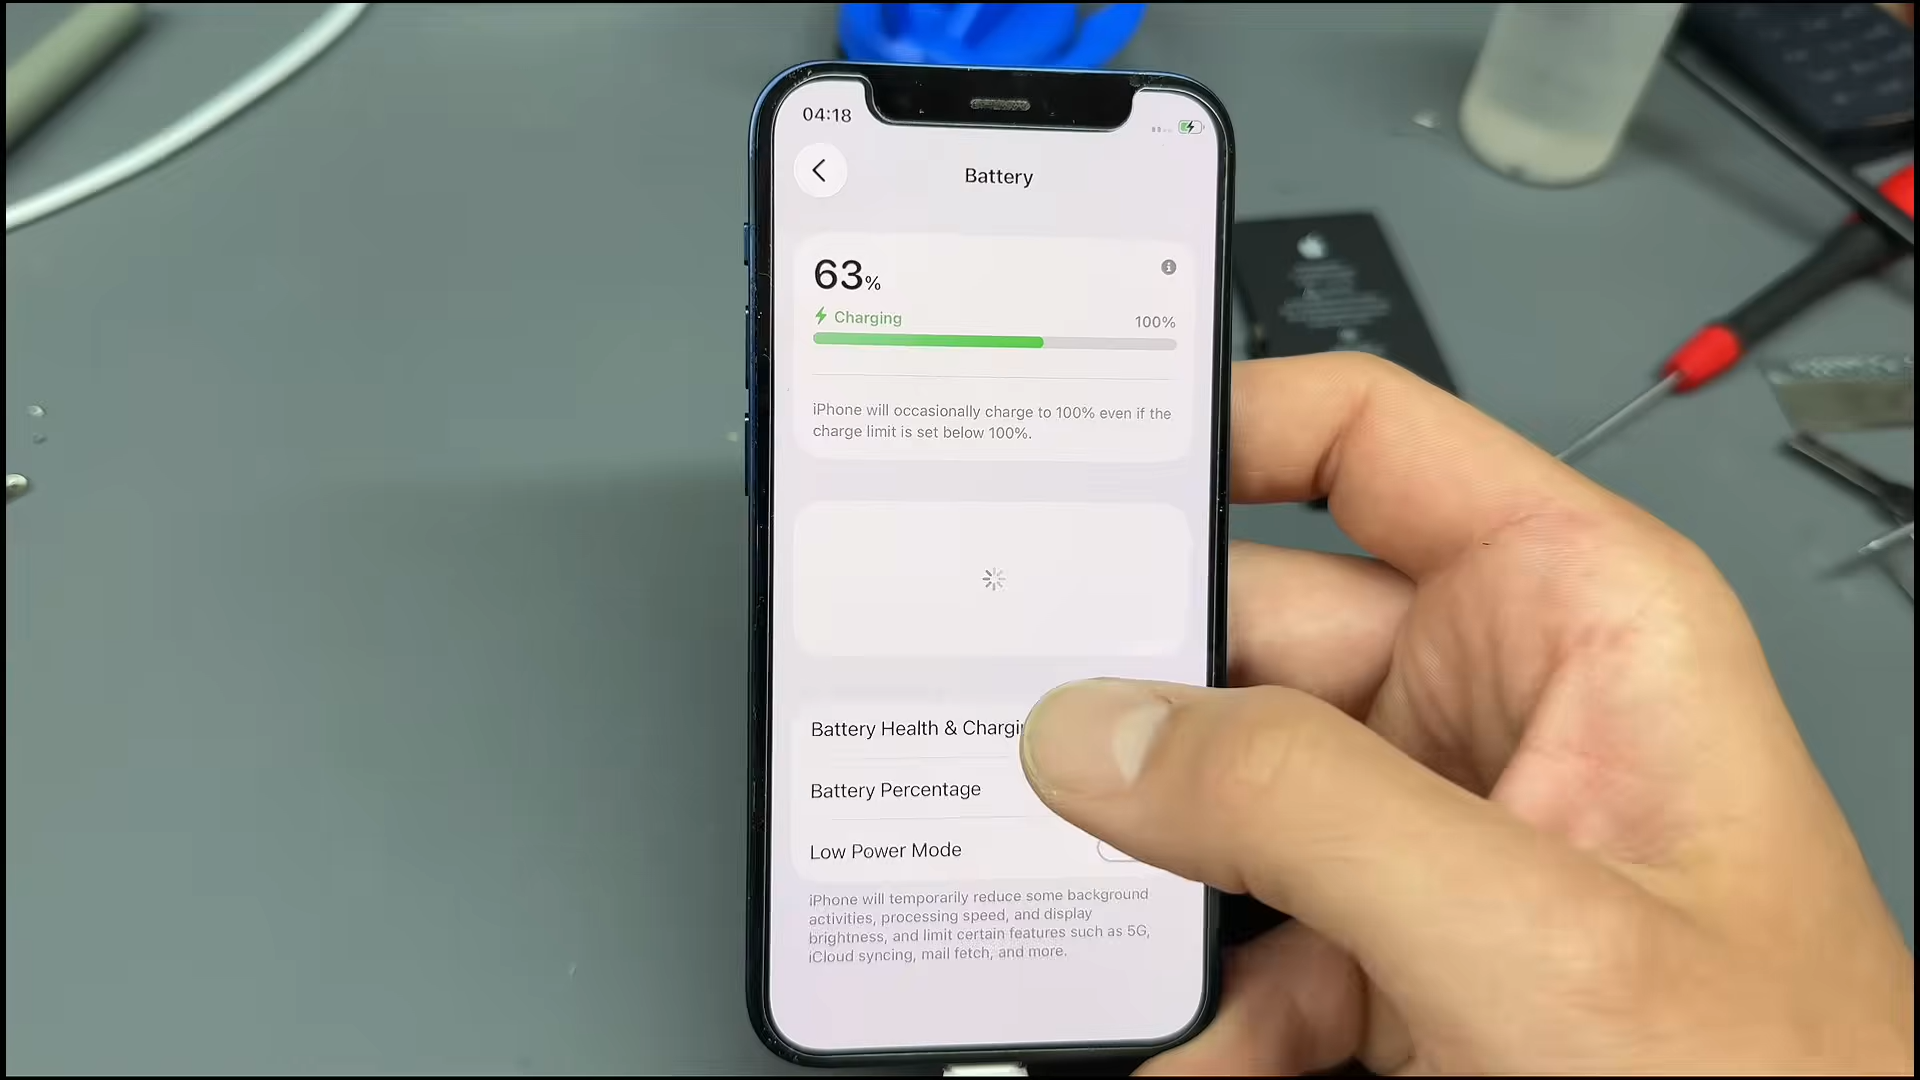 04:18
Battery
63%
Charging
100%
iPhone will occasionally charge to 100% even if the
charge limit is set below 100%.
Battery Health & Chargin
Battery Percentage
Low Power Mode
iPhone will temporarily reduce some background
activities, processing speed, and display
brightness, and limit certain features such as 5G,
iCloud syncing, mail fetch, and more.